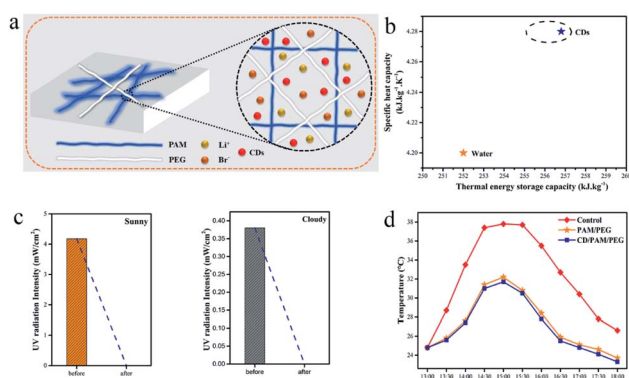 a
PAM
Li⁺
CDs
PEG
Br⁻
b
Specific heat capacity
(kJ.kg⁻¹.K⁻¹)
4.28
4.26
4.24
4.22
4.20
CDs
Water
250 251 252 253 254 255 256 257 258 259 260
Thermal energy storage capacity (kJ.kg⁻¹)
c
UV radiation Intensity (mW/cm²)
5
4
3
2
1
0
Sunny
before after
UV radiation Intensity (mW/cm²)
0.40
0.35
0.30
0.25
0.20
0.15
0.10
0.05
0.00
Cloudy
before after
d
Temperature (°C)
38
36
34
32
30
28
26
24
Control
PAM/PEG
CD/PAM/PEG
13:00 13:30 14:00 14:30 15:00 15:30 16:00 16:30 17:00 17:30 18:00